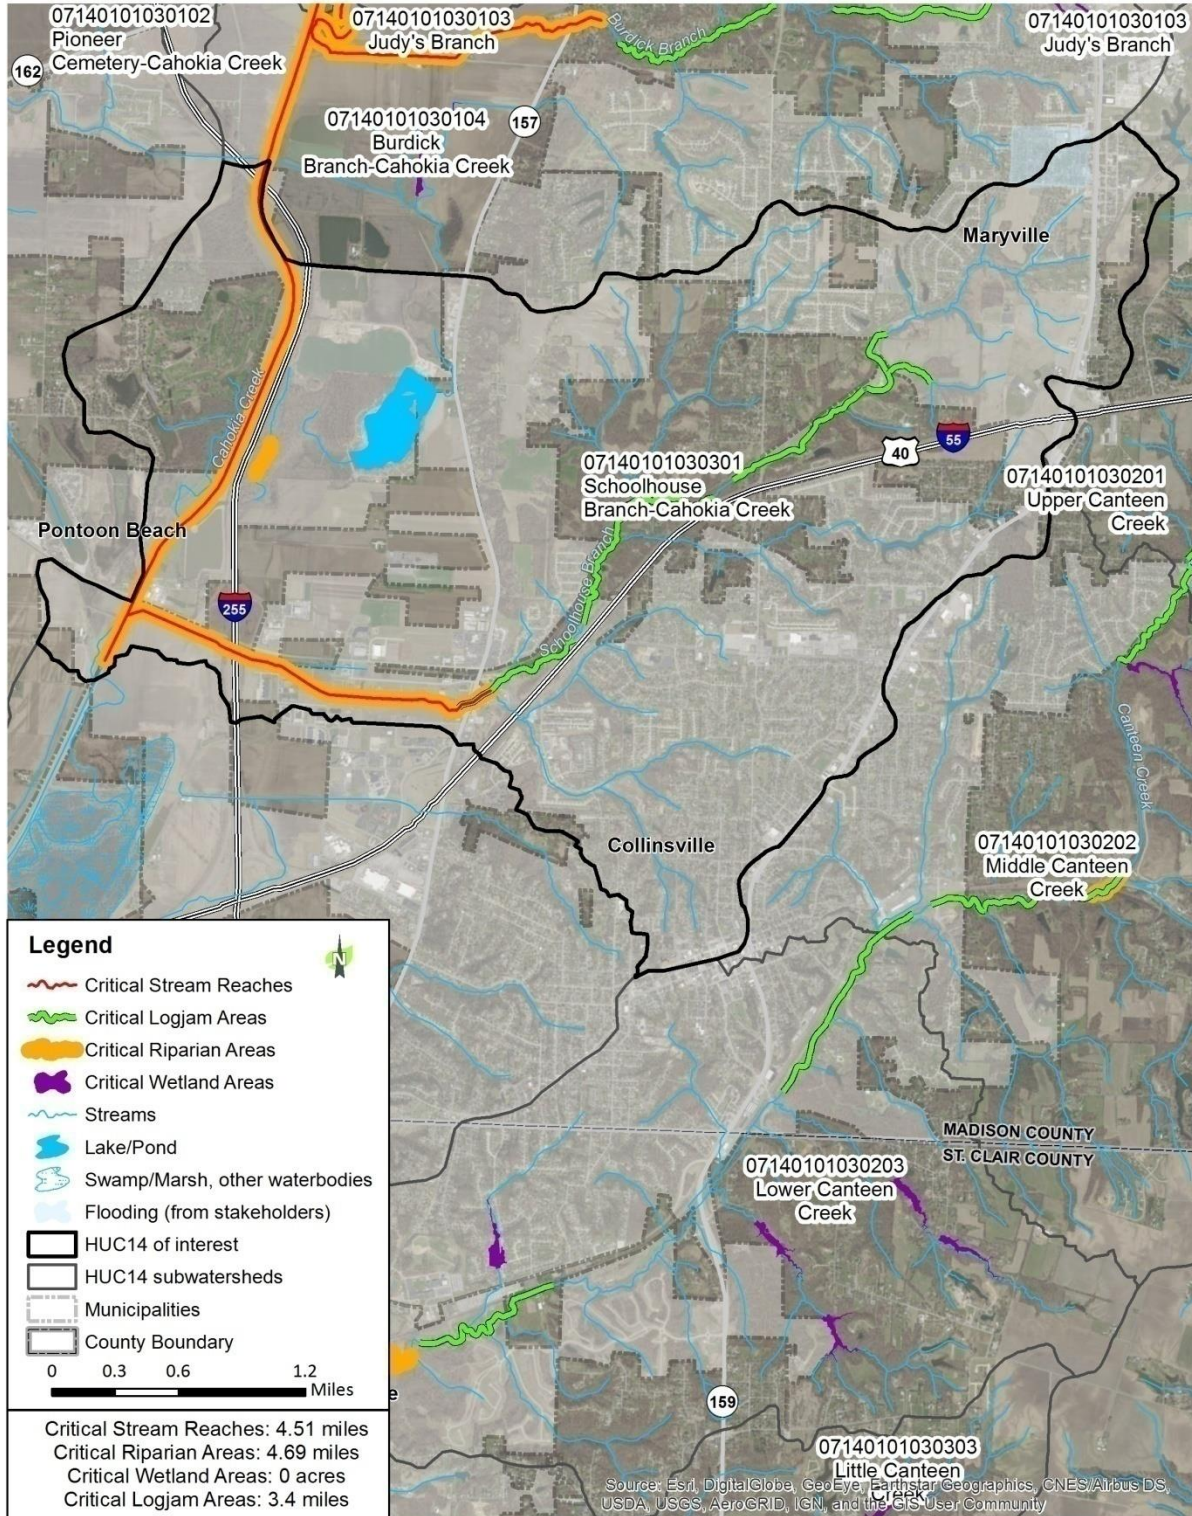 07140101030102
Pioneer
Cemetery-Cahokia Creek
162
07140101030103
Judy's Branch
Burdick Branch
07140101030103
Judy's Branch
07140101030104
Burdick
Branch-Cahokia Creek
157
Maryville
Cahokia Creek
07140101030301
Schoolhouse
Branch-Cahokia Creek
40
55
07140101030201
Upper Canteen
Creek
Pontoon Beach
255
Schoolhouse Branch
Canteen Creek
Collinsville
07140101030202
Middle Canteen
Creek
MADISON COUNTY
ST. CLAIR COUNTY
07140101030203
Lower Canteen
Creek
159
07140101030303
Little Canteen
Creek
e
Legend
N
Critical Stream Reaches
Critical Logjam Areas
Critical Riparian Areas
Critical Wetland Areas
Streams
Lake/Pond
Swamp/Marsh, other waterbodies
Flooding (from stakeholders)
HUC14 of interest
HUC14 subwatersheds
Municipalities
County Boundary
0 0.3 0.6 1.2
Miles
Critical Stream Reaches: 4.51 miles
Critical Riparian Areas: 4.69 miles
Critical Wetland Areas: 0 acres
Critical Logjam Areas: 3.4 miles
Source: Esri, DigitalGlobe, GeoEye, Earthstar Geographics, CNES/Airbus DS,
USDA, USGS, AeroGRID, IGN, and the GIS User Community